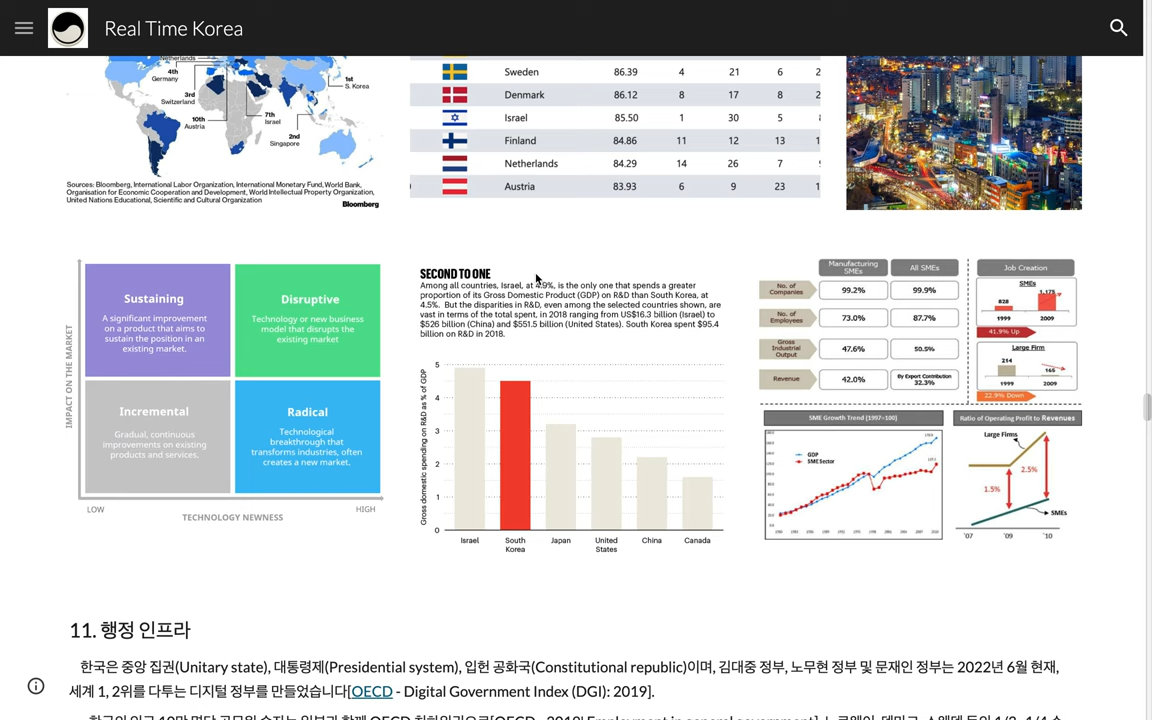 Real Time Korea
Netherlands
4th
Germany
3rd
Switzerland
10th
Austria
7th
Israel
2nd
Singapore
1st
S. Korea
Sources: Bloomberg, International Labor Organization, International Monetary Fund, World Bank,
Organisation for Economic Cooperation and Development, World Intellectual Property Organization,
United Nations Educational, Scientific and Cultural Organization
Bloomberg
Sweden 86.39 4 21 6 2
Denmark 86.12 8 17 8 2
Israel 85.50 1 30 5
Finland 84.86 11 12 13 1
Netherlands 84.29 14 26 7
Austria 83.93 6 9 23 1
IMPACT ON THE MARKET
Sustaining
A significant improvement
on a product that aims to
sustain the position in an
existing market.
Disruptive
Technology or new business
model that disrupts the
existing market
Incremental
Gradual, continuous
improvements on existing
products and services.
Radical
Technological
breakthrough that
transforms industries, often
creates a new market.
LOW
TECHNOLOGY NEWNESS
HIGH
SECOND TO ONE
Among all countries, Israel, at 4.9%, is the only one that spends a greater
proportion of its Gross Domestic Product (GDP) on R&D than South Korea, at
4.5%. But the disparities in R&D, even among the selected countries shown, are
vast in terms of the total spent, in 2018 ranging from US$16.3 billion (Israel) to
$526 billion (China) and $551.5 billion (United States). South Korea spent $95.4
billion on R&D in 2018.
Gross domestic spending on R&D as % of GDP
5
4
3
2
1
0
Israel
South
Korea
Japan
United
States
China
Canada
Manufacturing
SMEs
All SMEs
No. of
Companies
99.2%
99.9%
No. of
Employees
73.0%
87.7%
Gross
Industrial
Output
47.6%
50.5%
Revenue
42.0%
By Export Contribution
32.3%
Job Creation
SMEs
828
1,175
1999
2009
41.9% Up
Large Firm
214
165
1999
2009
22.9% Down
SME Growth Trend (1997=100)
GDP
SME Sector
Ratio of Operating Profit to Revenues
Large Firms
1.5%
2.5%
SMEs
'07
'09
'10
11. 행정 인프라
한국은 중앙 집권(Unitary state), 대통령제(Presidential system), 입헌 공화국(Constitutional republic)이며, 김대중 정부, 노무현 정부 및 문재인 정부는 2022년 6월 현재,
세계 1, 2위를 다투는 디지털 정부를 만들었습니다[OECD - Digital Government Index (DGI): 2019].